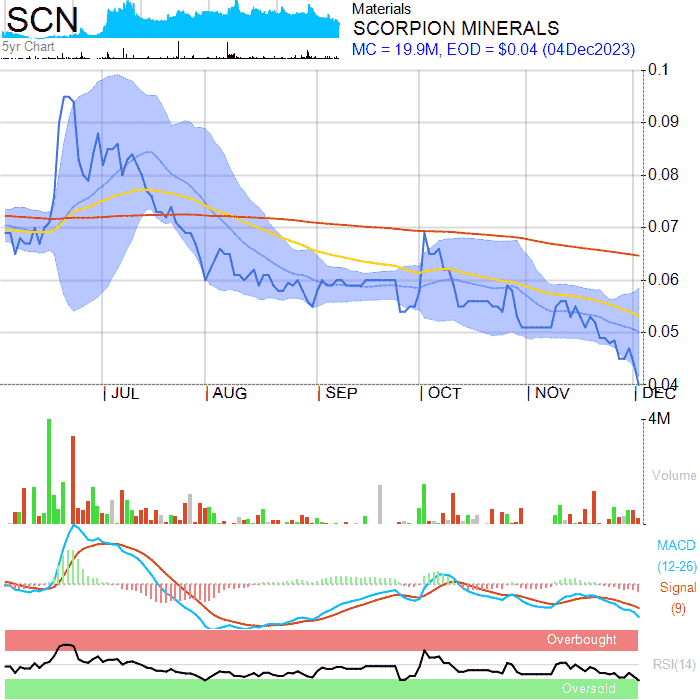 SCN
5yr Chart
Materials
SCORPION MINERALS
MC = 19.9M, EOD = $0.04 (04Dec2023)
0.1
0.09
0.08
0.07
0.06
0.05
0.04
JUL AUG SEP OCT NOV DEC
4M
Volume
MACD
(12-26)
Signal
(9)
Overbought
RSI(14)
Oversold